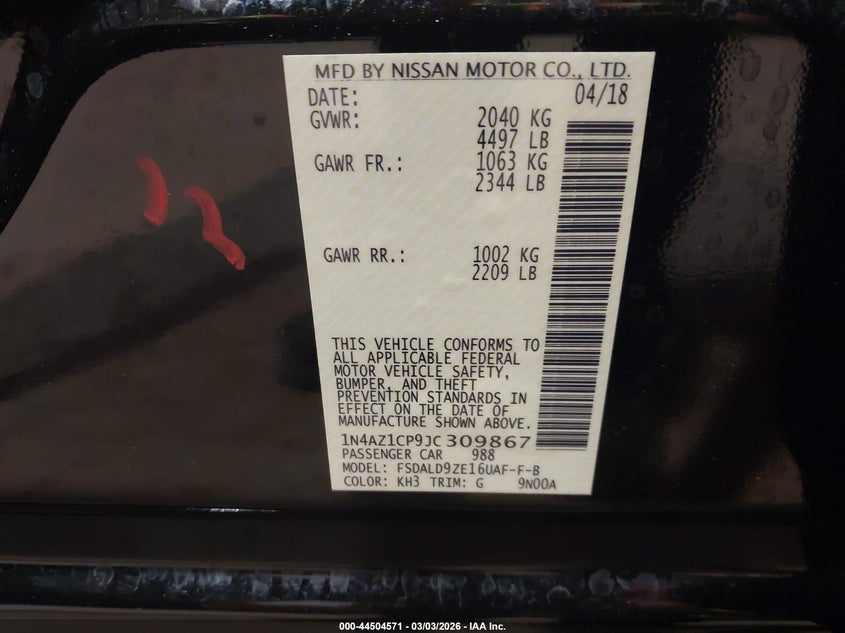 MFD BY NISSAN MOTOR CO., LTD.
DATE: 04/18
GVWR: 2040 KG
4497 LB
GAWR FR.: 1063 KG
2344 LB
GAWR RR.: 1002 KG
2209 LB
THIS VEHICLE CONFORMS TO
ALL APPLICABLE FEDERAL
MOTOR VEHICLE SAFETY,
BUMPER, AND THEFT
PREVENTION STANDARDS IN
EFFECT ON THE DATE OF
MANUFACTURE SHOWN ABOVE.
1N4AZ1CP9JC309867
PASSENGER CAR 988
MODEL: FSDALD9ZE16UAF-F-B
COLOR: KH3 TRIM: G 9N00A
000-44504571 — 03/03/2026 — IAA Inc.